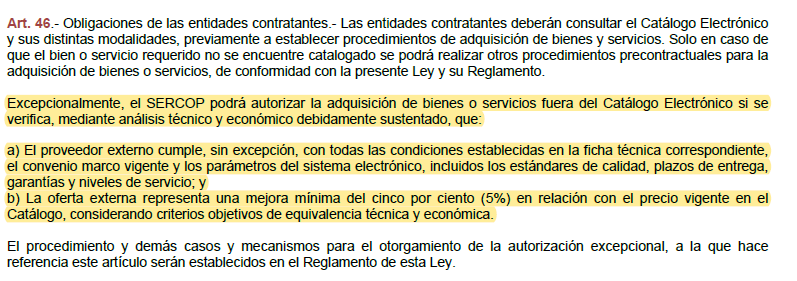 Art. 46.- Obligaciones de las entidades contratantes.- Las entidades contratantes deberán consultar el Catálogo Electrónico
y sus distintas modalidades, previamente a establecer procedimientos de adquisición de bienes y servicios. Solo en caso de
que el bien o servicio requerido no se encuentre catalogado se podrá realizar otros procedimientos precontractuales para la
adquisición de bienes o servicios, de conformidad con la presente Ley y su Reglamento.
Excepcionalmente, el SERCOP podrá autorizar la adquisición de bienes o servicios fuera del Catálogo Electrónico si se
verifica, mediante análisis técnico y económico debidamente sustentado, que:
a) El proveedor externo cumple, sin excepción, con todas las condiciones establecidas en la ficha técnica correspondiente,
el convenio marco vigente y los parámetros del sistema electrónico, incluidos los estándares de calidad, plazos de entrega,
garantías y niveles de servicio; y
b) La oferta externa representa una mejora mínima del cinco por ciento (5%) en relación con el precio vigente en el
Catálogo, considerando criterios objetivos de equivalencia técnica y económica.
El procedimiento y demás casos y mecanismos para el otorgamiento de la autorización excepcional, a la que hace
referencia este artículo serán establecidos en el Reglamento de esta Ley.